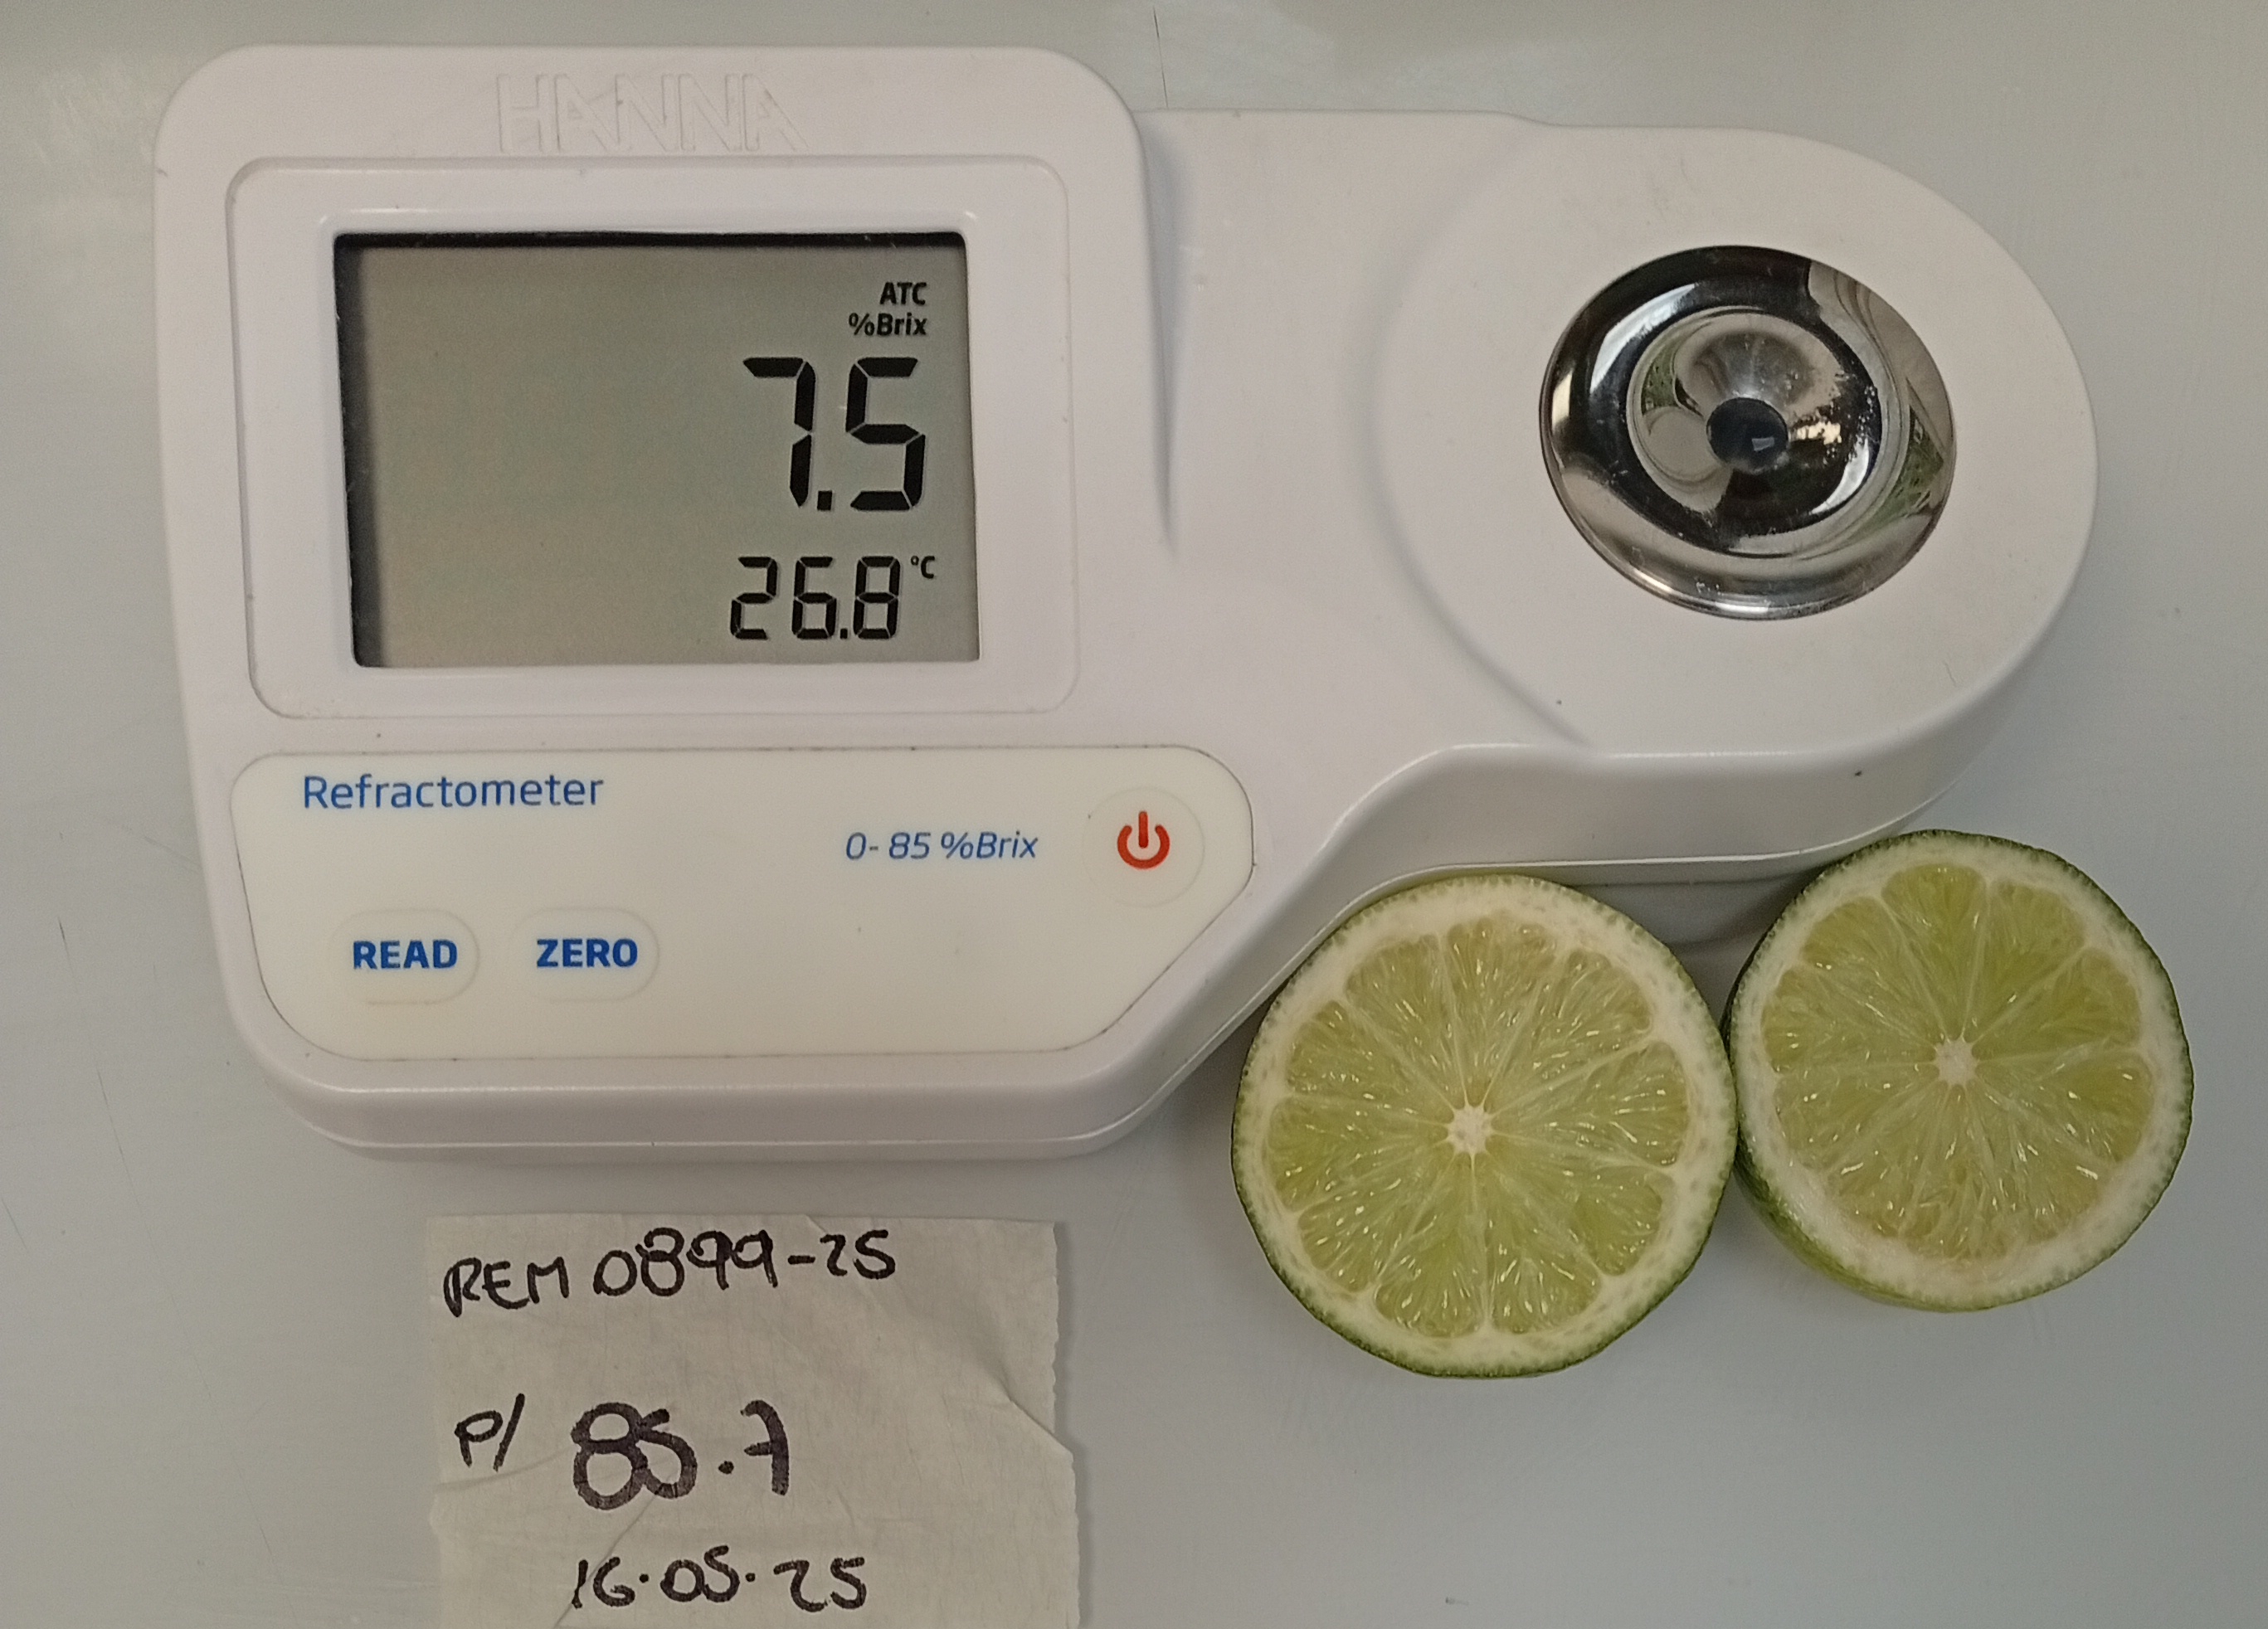 HANNA
ATC
%Brix
7.5
26.8 °C
Refractometer
0-85 %Brix
READ ZERO
REM 0899-25
P/ 85.7
16.05.25